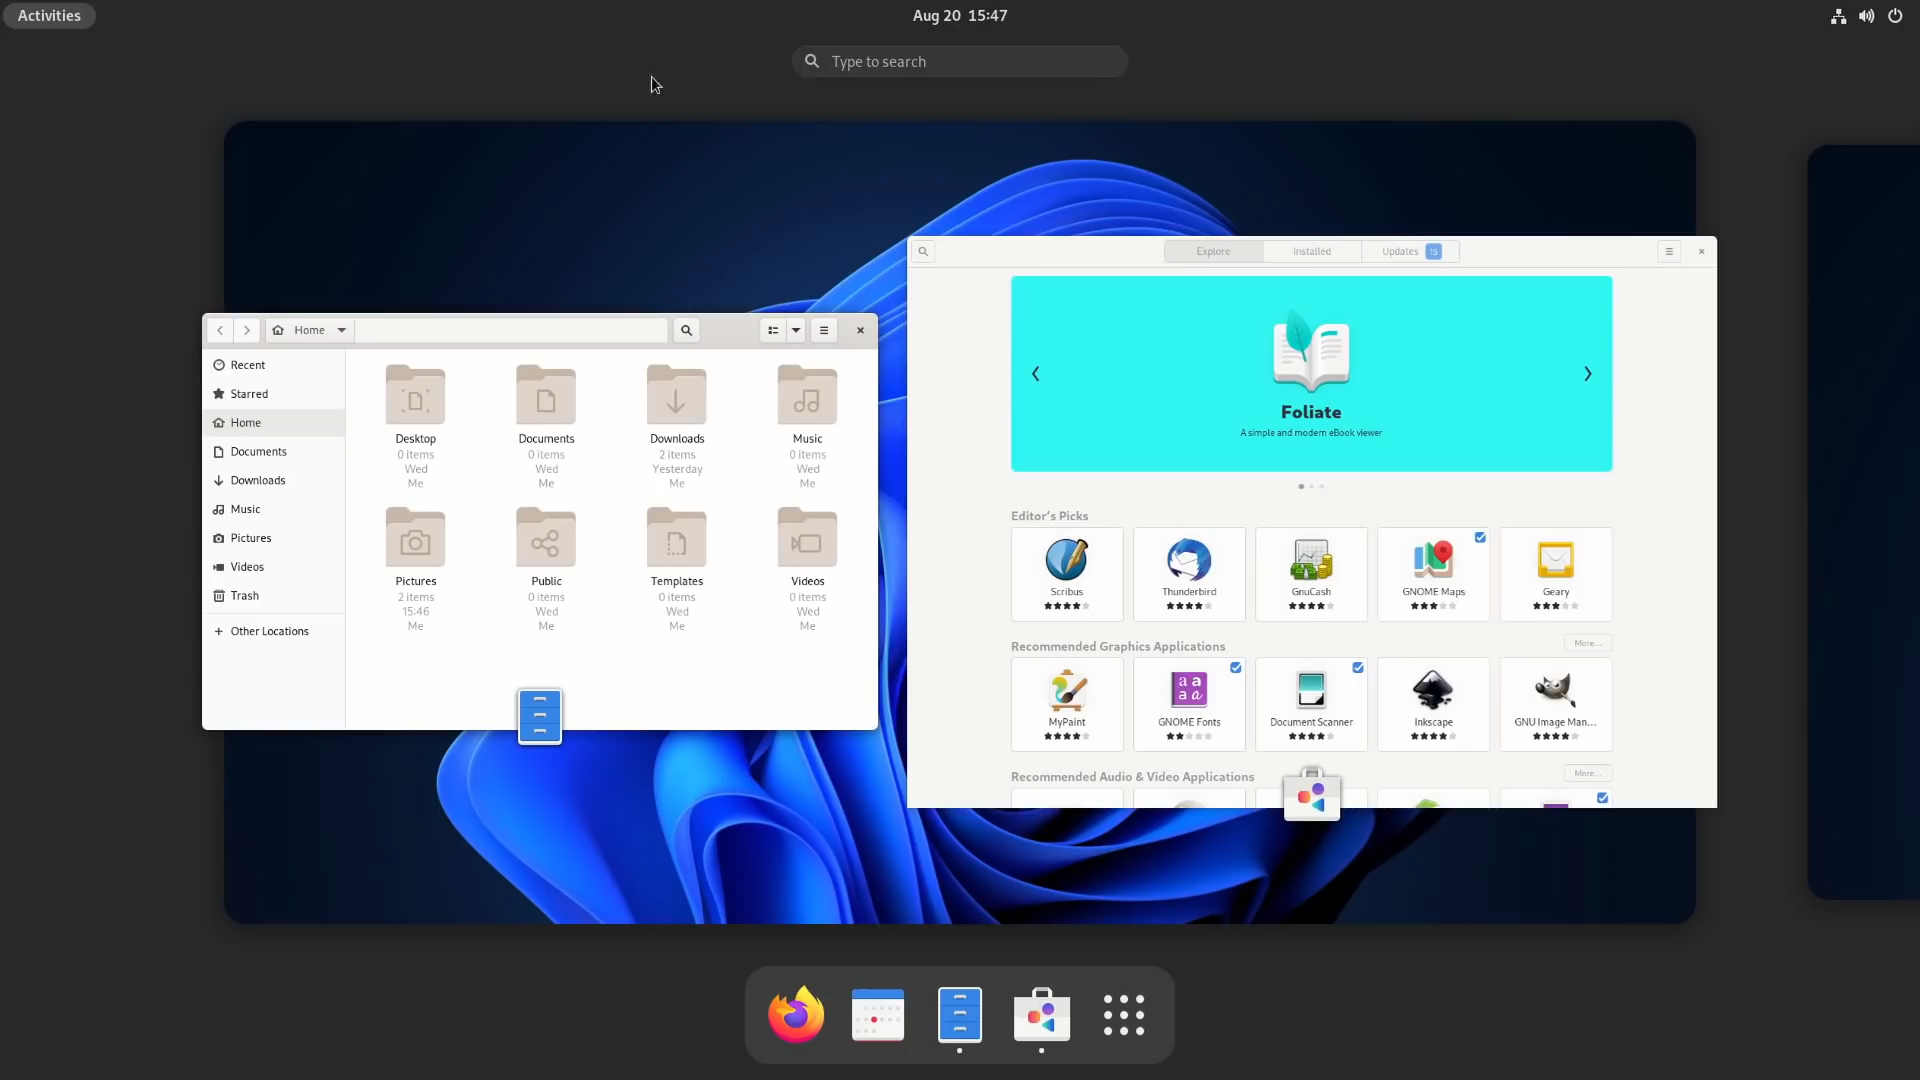 Activities
Aug 20 15:47
Type to search
Home
Recent
Starred
Home
Documents
Downloads
Music
Pictures
Videos
Trash
Other Locations
Desktop
0 items
Wed
Me
Documents
0 items
Wed
Me
Downloads
2 items
Yesterday
Me
Music
0 items
Wed
Me
Pictures
2 items
15:46
Me
Public
0 items
Wed
Me
Templates
0 items
Wed
Me
Videos
0 items
Wed
Me
Explore
Installed
Updates 15
Foliate
A simple and modern eBook viewer
Editor's Picks
Scribus
Thunderbird
GnuCash
GNOME Maps
Geary
Recommended Graphics Applications
More...
a a
a a
MyPaint
GNOME Fonts
Document Scanner
Inkscape
GNU Image Man...
Recommended Audio & Video Applications
More...